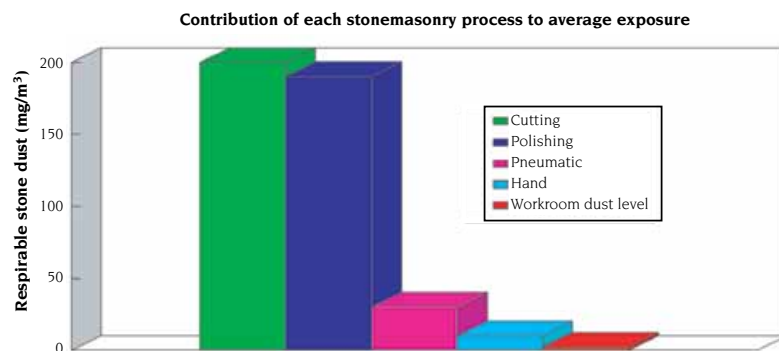 Contribution of each stonemasonry process to average exposure
Respirable stone dust (mg/m³)
200
150
100
50
0
Cutting
Polishing
Pneumatic
Hand
Workroom dust level